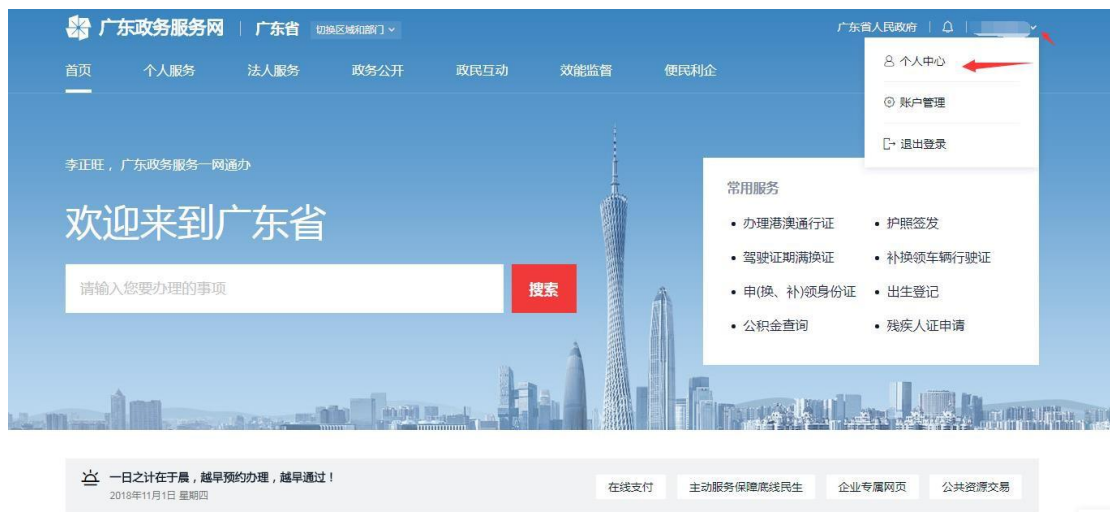 广东政务服务网 广东省 切换区域和部门 广东省人民政府
首页 个人服务 法人服务 政务公开 政民互动 效能监督 便民利企
个人中心
账户管理
退出登录
李正旺，广东政务服务一网通办
欢迎来到广东省
请输入您要办理的事项 搜索
常用服务
• 办理港澳通行证 • 护照签发
• 驾驶证期满换证 • 补换领车辆行驶证
• 申(换、补)领身份证 • 出生登记
• 公积金查询 • 残疾人证申请
一日之计在于晨，越早预约办理，越早通过！
2018年11月1日 星期四
在线支付 主动服务保障底线民生 企业专属网页 公共资源交易